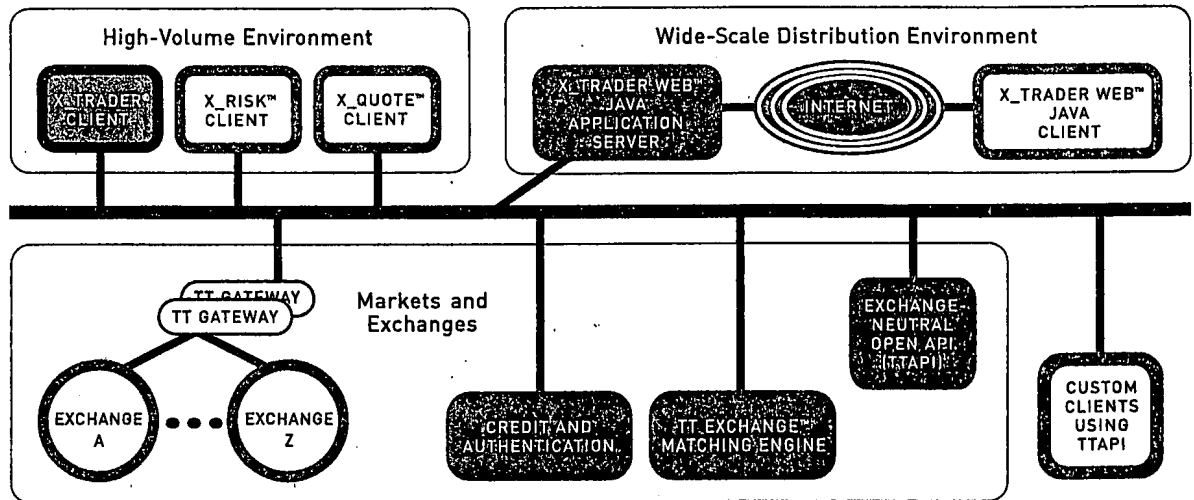 High-Volume Environment
X_TRADER®
CLIENT
X_RISK™
CLIENT
X_QUOTE™
CLIENT
Wide-Scale Distribution Environment
X_TRADER WEB
JAVA
APPLICATION
SERVER
INTERNET
X_TRADER WEB™
JAVA
CLIENT
TT GATEWAY
TT GATEWAY
Markets and
Exchanges
EXCHANGE
A
EXCHANGE
Z
CREDIT AND
AUTHENTICATION
TT EXCHANGE™
MATCHING ENGINE
EXCHANGE
NEUTRAL
OPEN API
(TTAPI)
CUSTOM
CLIENTS
USING
TTAPI